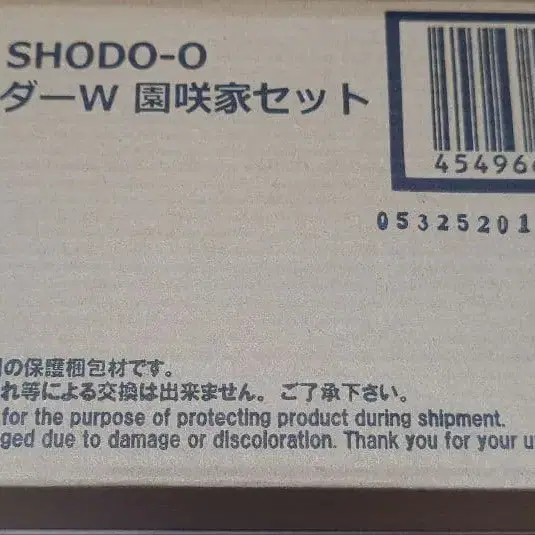 SHODO-O
ダーW 園咲家セット
454966
05325201
の保護梱包材です。
れ等による交換は出来ません。ご了承下さい。
for the purpose of protecting product during shipment.
ged due to damage or discoloration. Thank you for your u